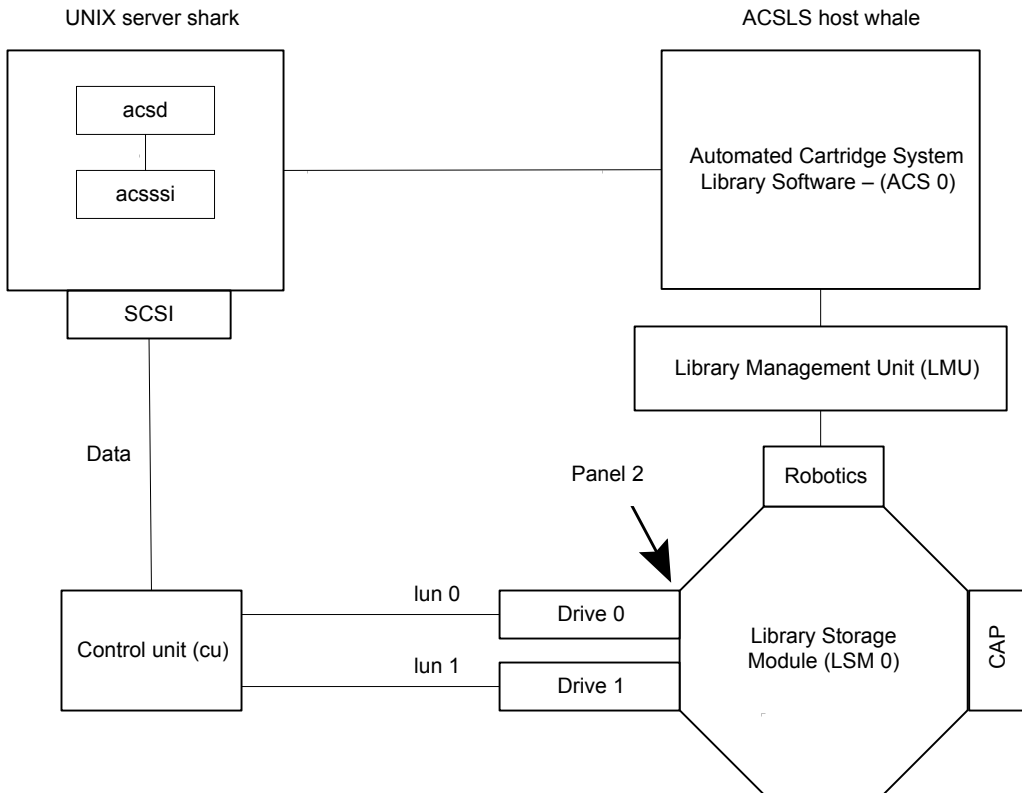 UNIX server shark
ACSLS host whale
acsd
acsssi
Automated Cartridge System
Library Software – (ACS 0)
SCSI
Library Management Unit (LMU)
Data
Panel 2
Robotics
lun 0
Drive 0
Control unit (cu)
Library Storage
Module (LSM 0)
CAP
lun 1
Drive 1